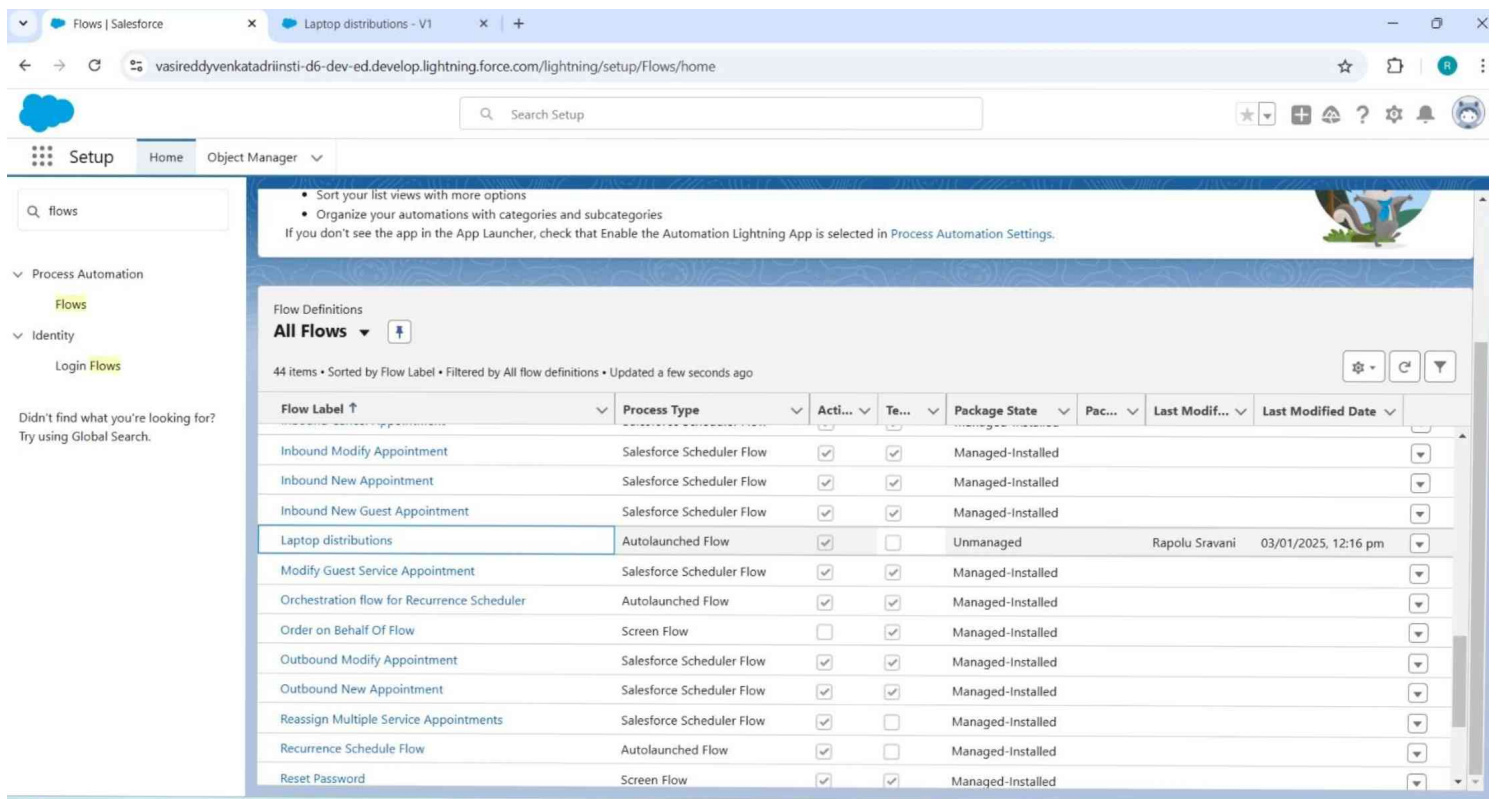 Flows | Salesforce
Laptop distributions - V1
vasireddyvenkatadriinsti-d6-dev-ed.develop.lightning.force.com/lightning/setup/Flows/home
R
Search Setup
Setup Home Object Manager
flows
Process Automation
Flows
Identity
Login Flows
Didn't find what you're looking for?
Try using Global Search.
• Sort your list views with more options
• Organize your automations with categories and subcategories
If you don't see the app in the App Launcher, check that Enable the Automation Lightning App is selected in Process Automation Settings.
Flow Definitions
All Flows
44 items • Sorted by Flow Label • Filtered by All flow definitions • Updated a few seconds ago
Flow Label ↑ Process Type Acti... Te... Package State Pac... Last Modif... Last Modified Date
Inbound Modify Appointment Salesforce Scheduler Flow Managed-Installed
Inbound New Appointment Salesforce Scheduler Flow Managed-Installed
Inbound New Guest Appointment Salesforce Scheduler Flow Managed-Installed
Laptop distributions Autolaunched Flow Unmanaged Rapolu Sravani 03/01/2025, 12:16 pm
Modify Guest Service Appointment Salesforce Scheduler Flow Managed-Installed
Orchestration flow for Recurrence Scheduler Autolaunched Flow Managed-Installed
Order on Behalf Of Flow Screen Flow Managed-Installed
Outbound Modify Appointment Salesforce Scheduler Flow Managed-Installed
Outbound New Appointment Salesforce Scheduler Flow Managed-Installed
Reassign Multiple Service Appointments Salesforce Scheduler Flow Managed-Installed
Recurrence Schedule Flow Autolaunched Flow Managed-Installed
Reset Password Screen Flow Managed-Installed